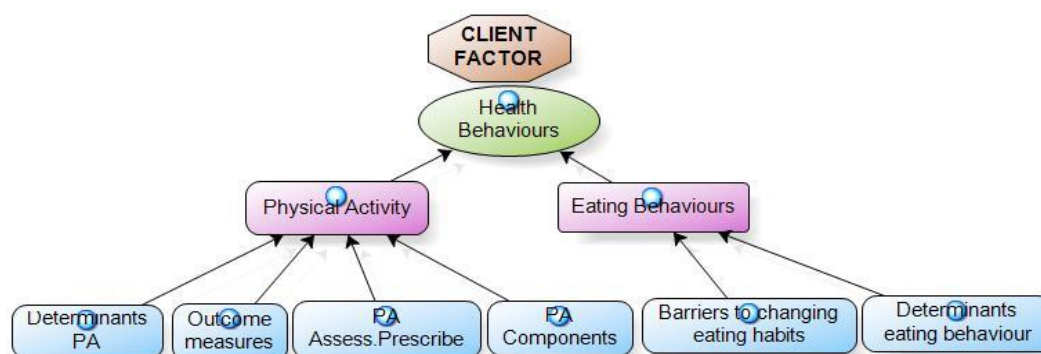 CLIENT
FACTOR
Health
Behaviours
Physical Activity
Eating Behaviours
Determinants
PA
Outcome
measures
PA
Assess.Prescribe
PA
Components
Barriers to changing
eating habits
Determinants
eating behaviour